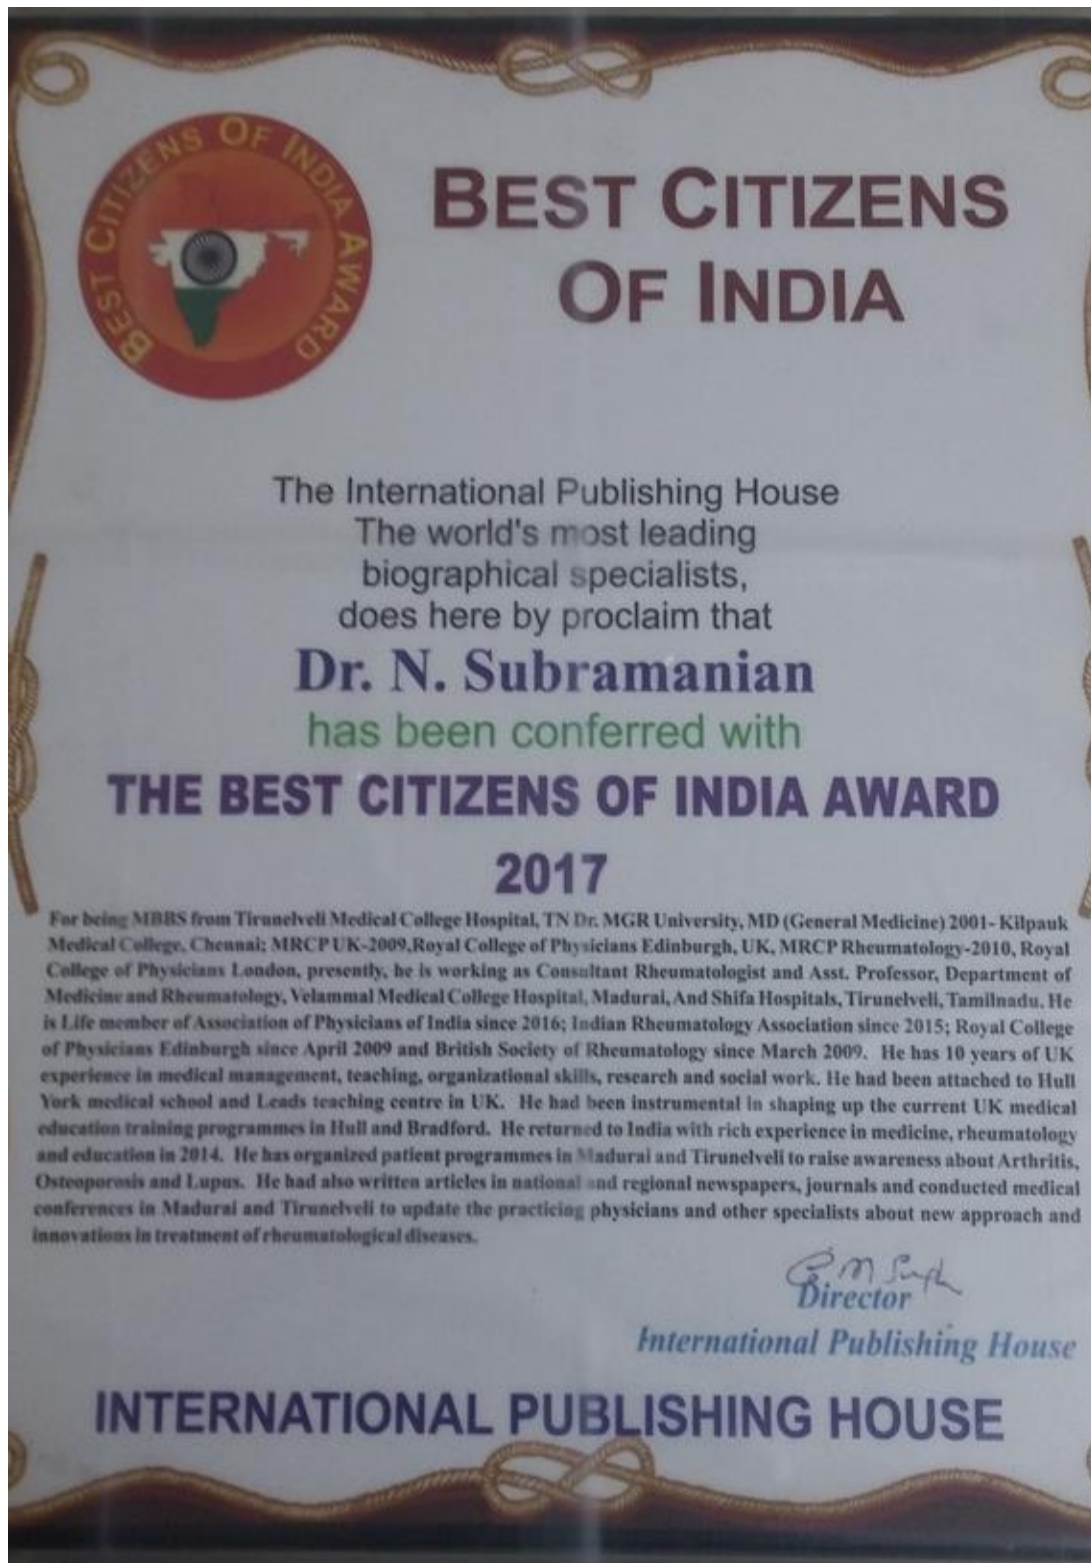 BEST CITIZENS OF INDIA AWARD
BEST CITIZENS
OF INDIA
The International Publishing House
The world's most leading
biographical specialists,
does here by proclaim that
Dr. N. Subramanian
has been conferred with
THE BEST CITIZENS OF INDIA AWARD
2017
For being MBBS from Tirunelveli Medical College Hospital, TN Dr. MGR University, MD (General Medicine) 2001- Kilpauk
Medical College, Chennai; MRCP UK-2009,Royal College of Physicians Edinburgh, UK, MRCP Rheumatology-2010, Royal
College of Physicians London, presently, he is working as Consultant Rheumatologist and Asst. Professor, Department of
Medicine and Rheumatology, Velammal Medical College Hospital, Madurai, And Shifa Hospitals, Tirunelveli, Tamilnadu. He
is Life member of Association of Physicians of India since 2016; Indian Rheumatology Association since 2015; Royal College
of Physicians Edinburgh since April 2009 and British Society of Rheumatology since March 2009. He has 10 years of UK
experience in medical management, teaching, organizational skills, research and social work. He had been attached to Hull
York medical school and Leads teaching centre in UK. He had been instrumental in shaping up the current UK medical
education training programmes in Hull and Bradford. He returned to India with rich experience in medicine, rheumatology
and education in 2014. He has organized patient programmes in Madurai and Tirunelveli to raise awareness about Arthritis,
Osteoporosis and Lupus. He had also written articles in national and regional newspapers, journals and conducted medical
conferences in Madurai and Tirunelveli to update the practicing physicians and other specialists about new approach and
innovations in treatment of rheumatological diseases.
Director
International Publishing House
INTERNATIONAL PUBLISHING HOUSE